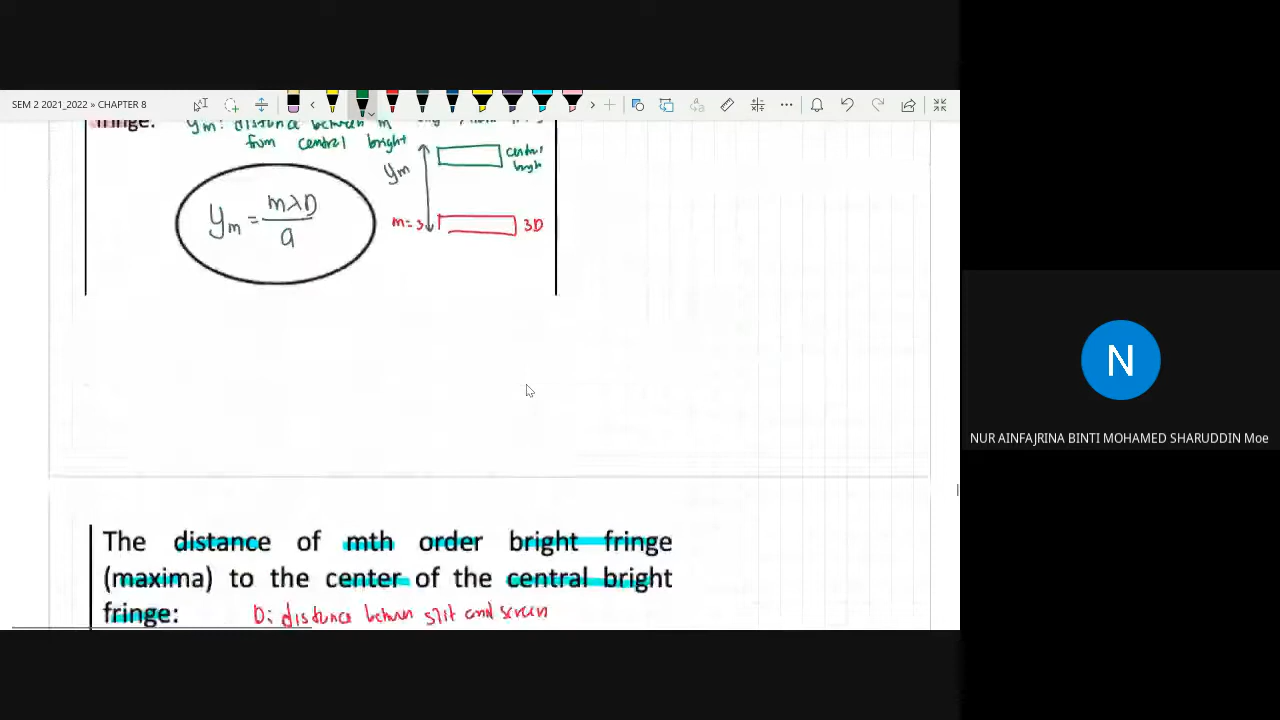 SEM 2 2021_2022 » CHAPTER 8
fringe: ym: distance between m
from central bright
central
bright
ym
ym = mλD
a
m=3 3D
The distance of mth order bright fringe
(maxima) to the center of the central bright
fringe: D: distance between slit and screen
N
NUR AINFAJRINA BINTI MOHAMED SHARUDDIN Moe